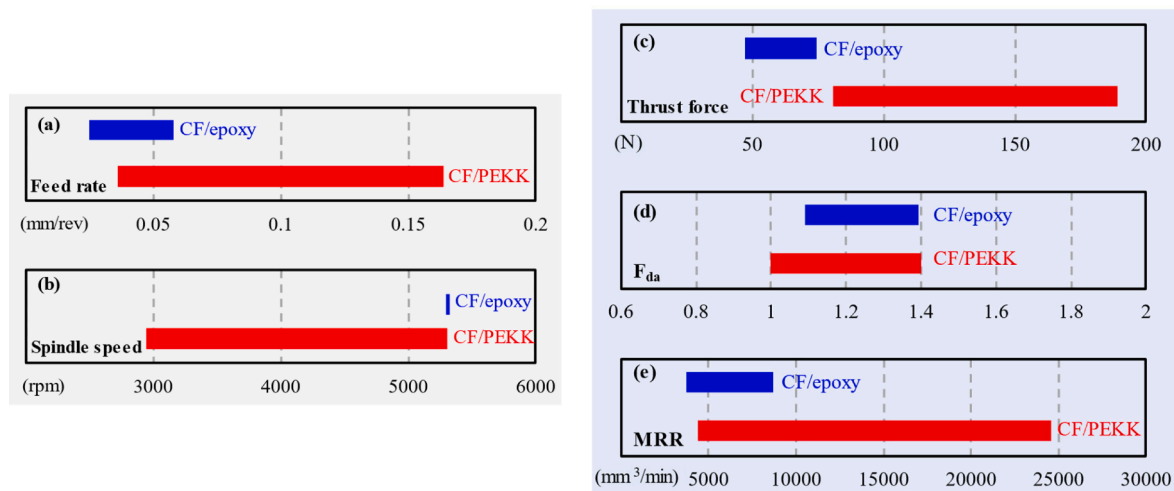 (a)
CF/epoxy
CF/PEKK
Feed rate
(mm/rev) 0.05 0.1 0.15 0.2
(b)
CF/epoxy
CF/PEKK
Spindle speed
(rpm) 3000 4000 5000 6000
(c)
CF/epoxy
CF/PEKK
Thrust force
(N) 50 100 150 200
(d)
CF/epoxy
CF/PEKK
F_da
0.6 0.8 1 1.2 1.4 1.6 1.8 2
(e)
CF/epoxy
CF/PEKK
MRR
(mm³/min) 5000 10000 15000 20000 25000 30000